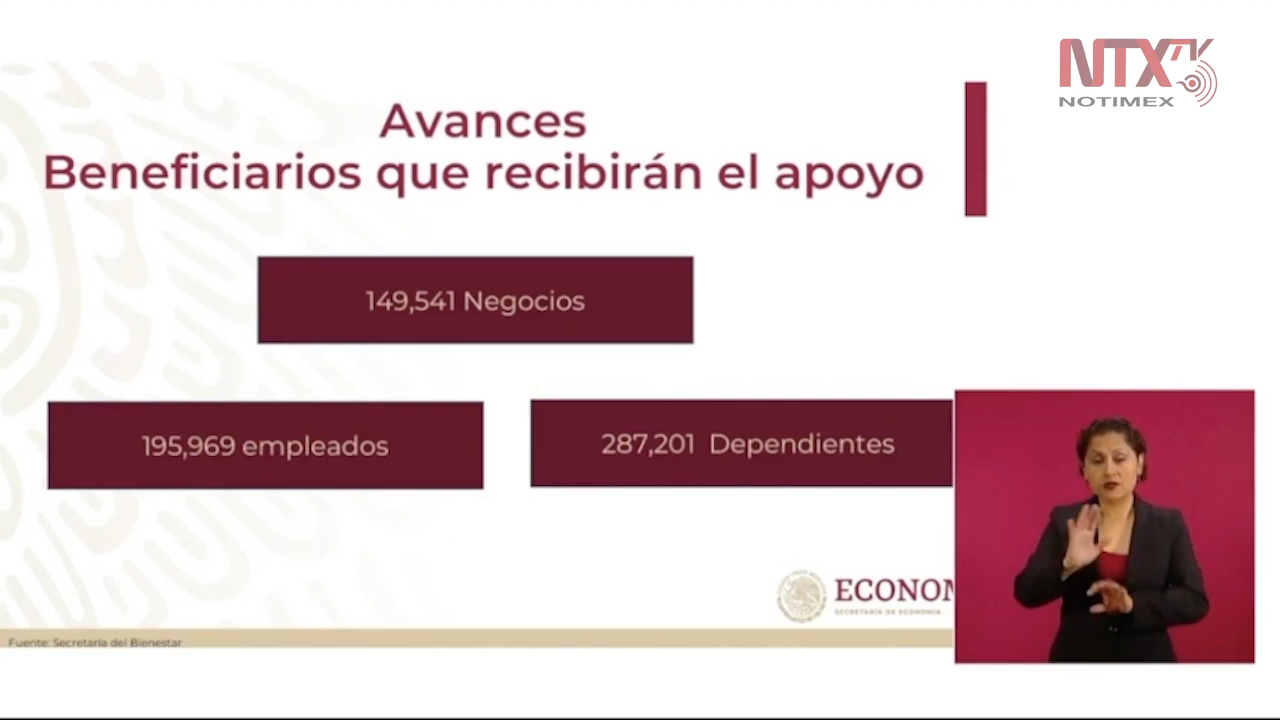 NTX
NOTIMEX
Avances
Beneficiarios que recibirán el apoyo
149,541 Negocios
195,969 empleados
287,201 Dependientes
ECONOM
SECRETARÍA DE ECONOMÍA
Fuente: Secretaría del Bienestar